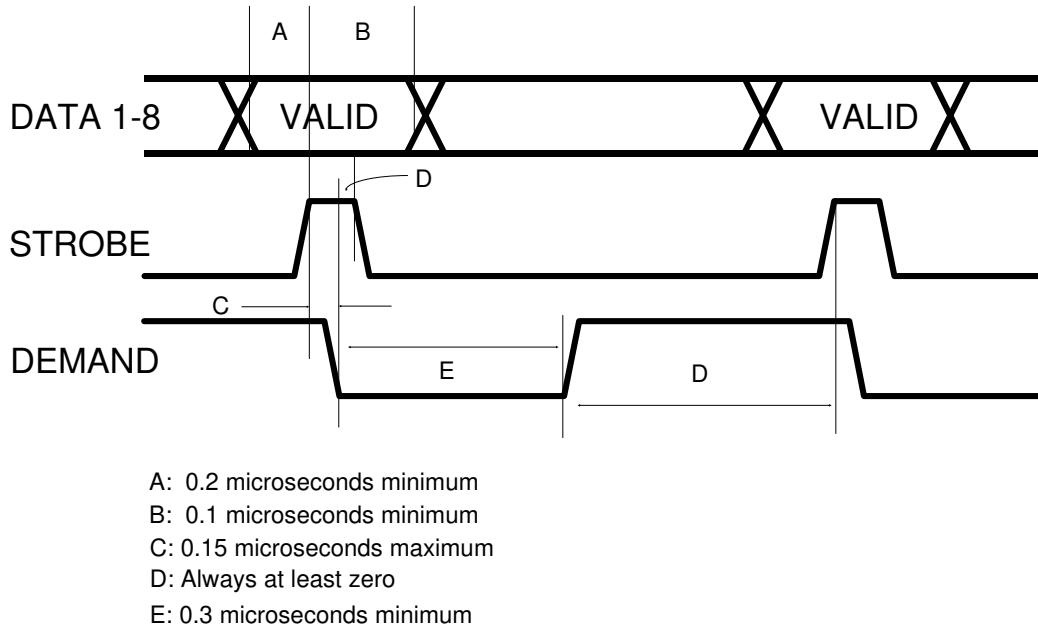 A B
DATA 1-8 VALID VALID
D
STROBE
C
DEMAND E D
A: 0.2 microseconds minimum
B: 0.1 microseconds minimum
C: 0.15 microseconds maximum
D: Always at least zero
E: 0.3 microseconds minimum